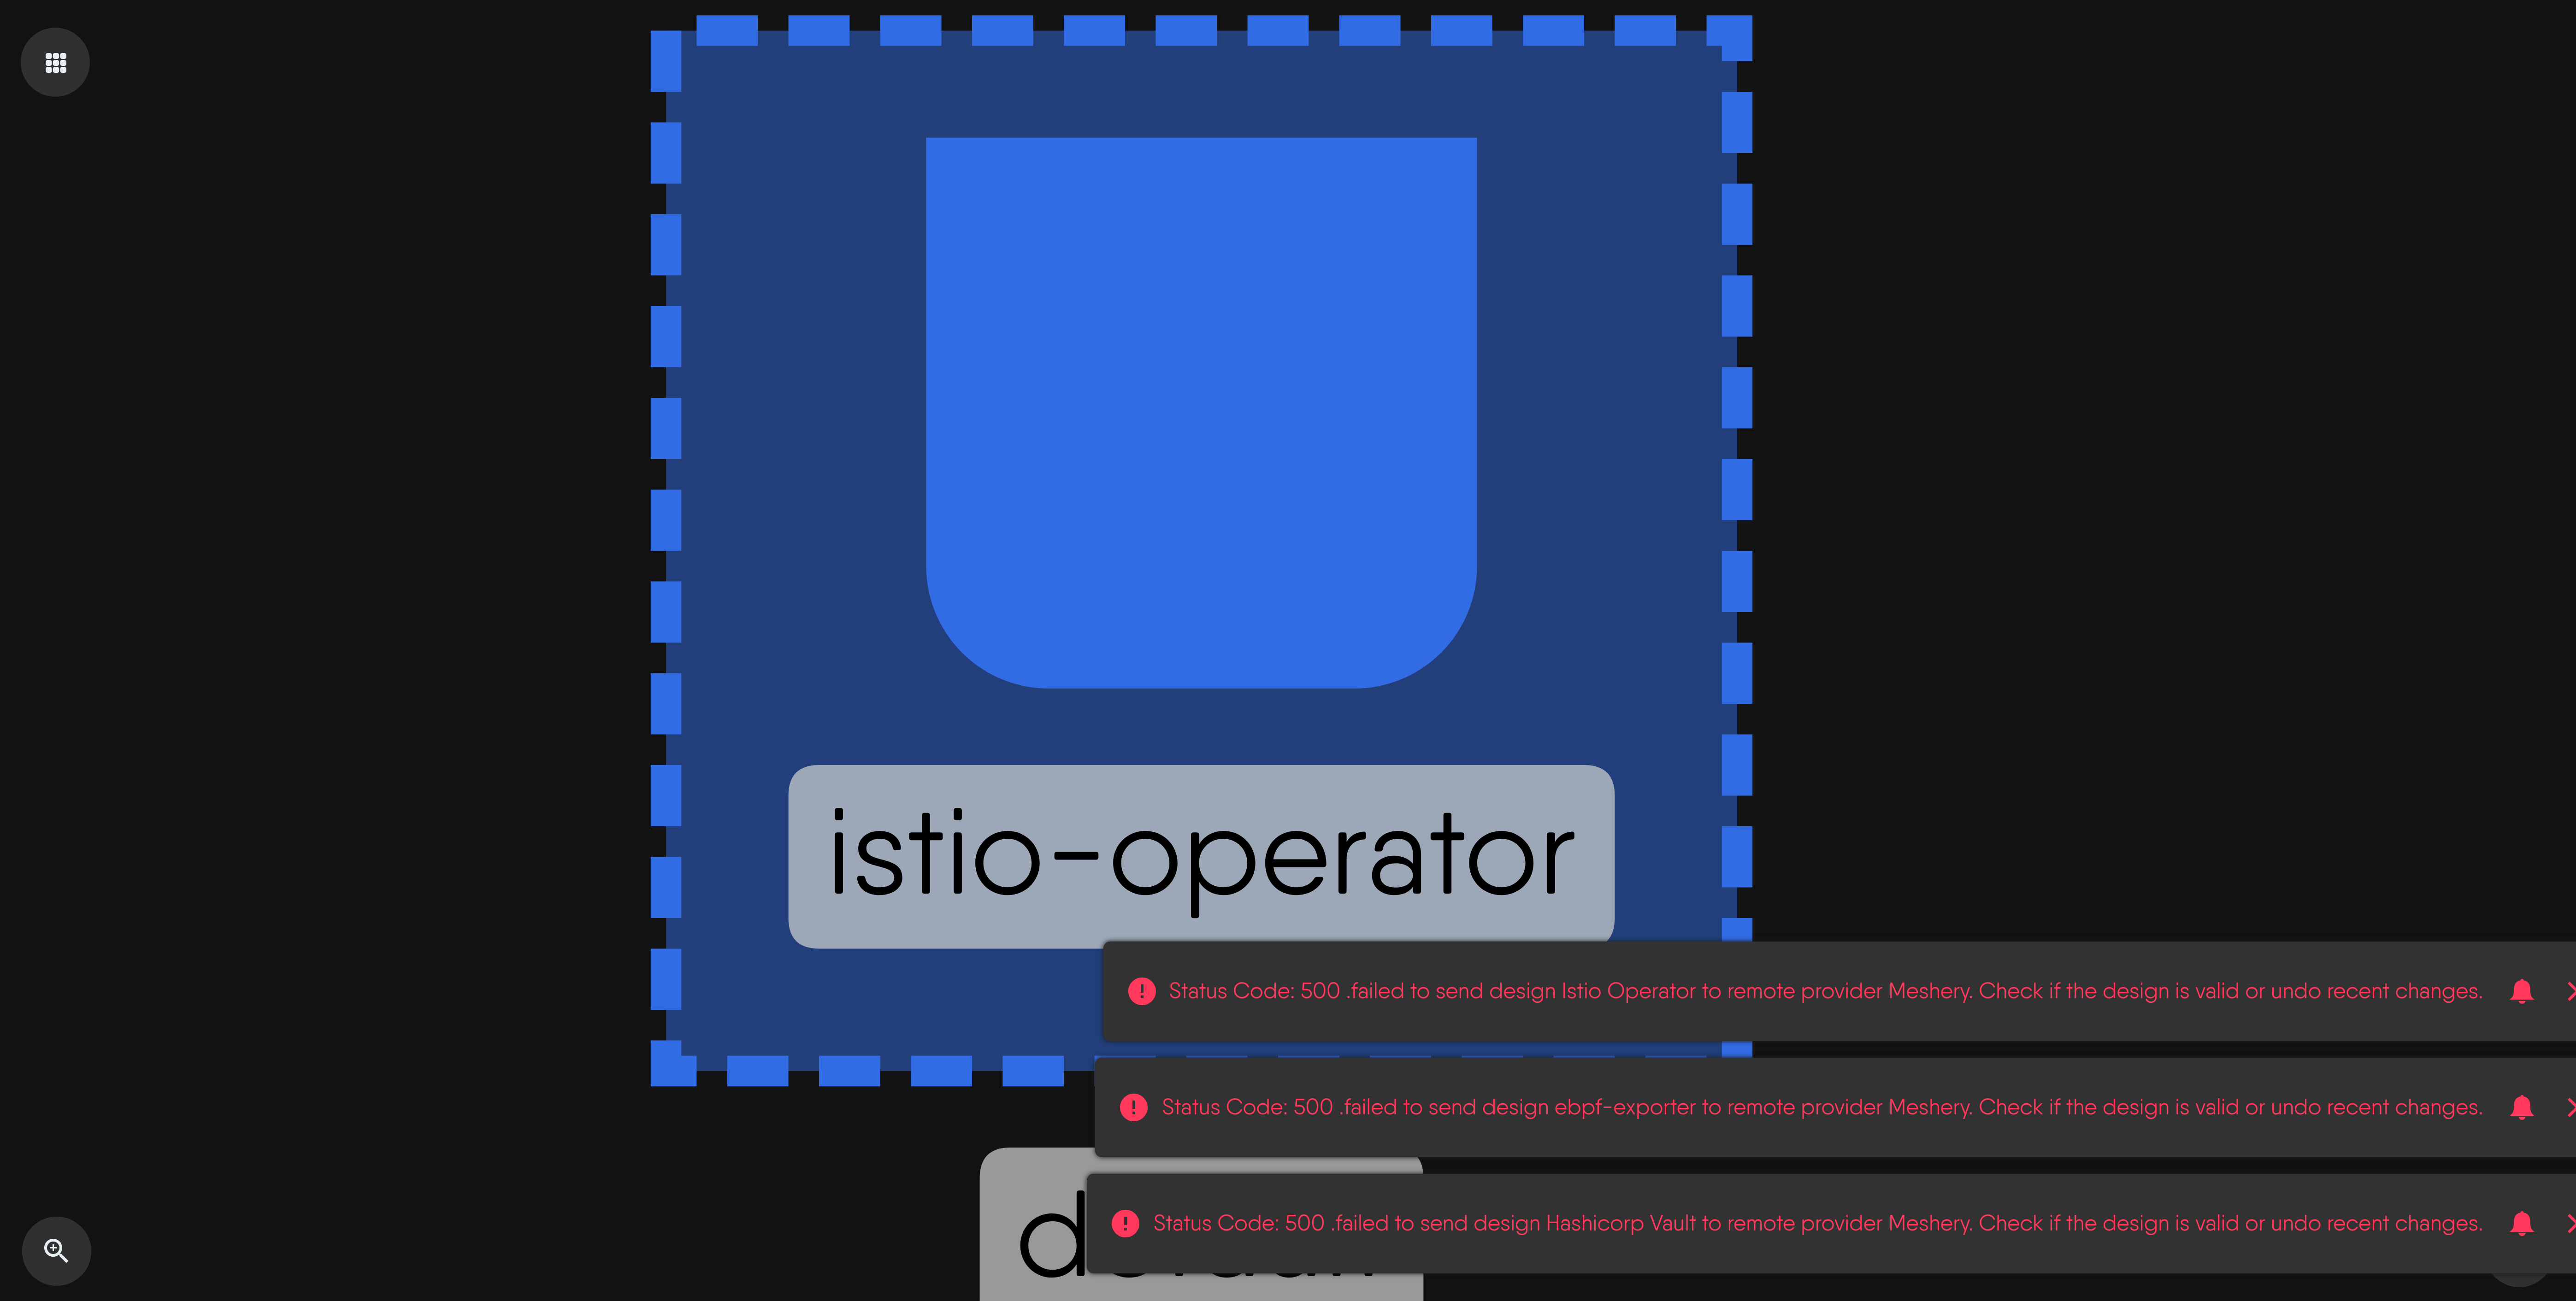 istio-operator
Status Code: 500 .failed to send design Istio Operator to remote provider Meshery. Check if the design is valid or undo recent changes.
Status Code: 500 .failed to send design ebpf-exporter to remote provider Meshery. Check if the design is valid or undo recent changes.
Status Code: 500 .failed to send design Hashicorp Vault to remote provider Meshery. Check if the design is valid or undo recent changes.